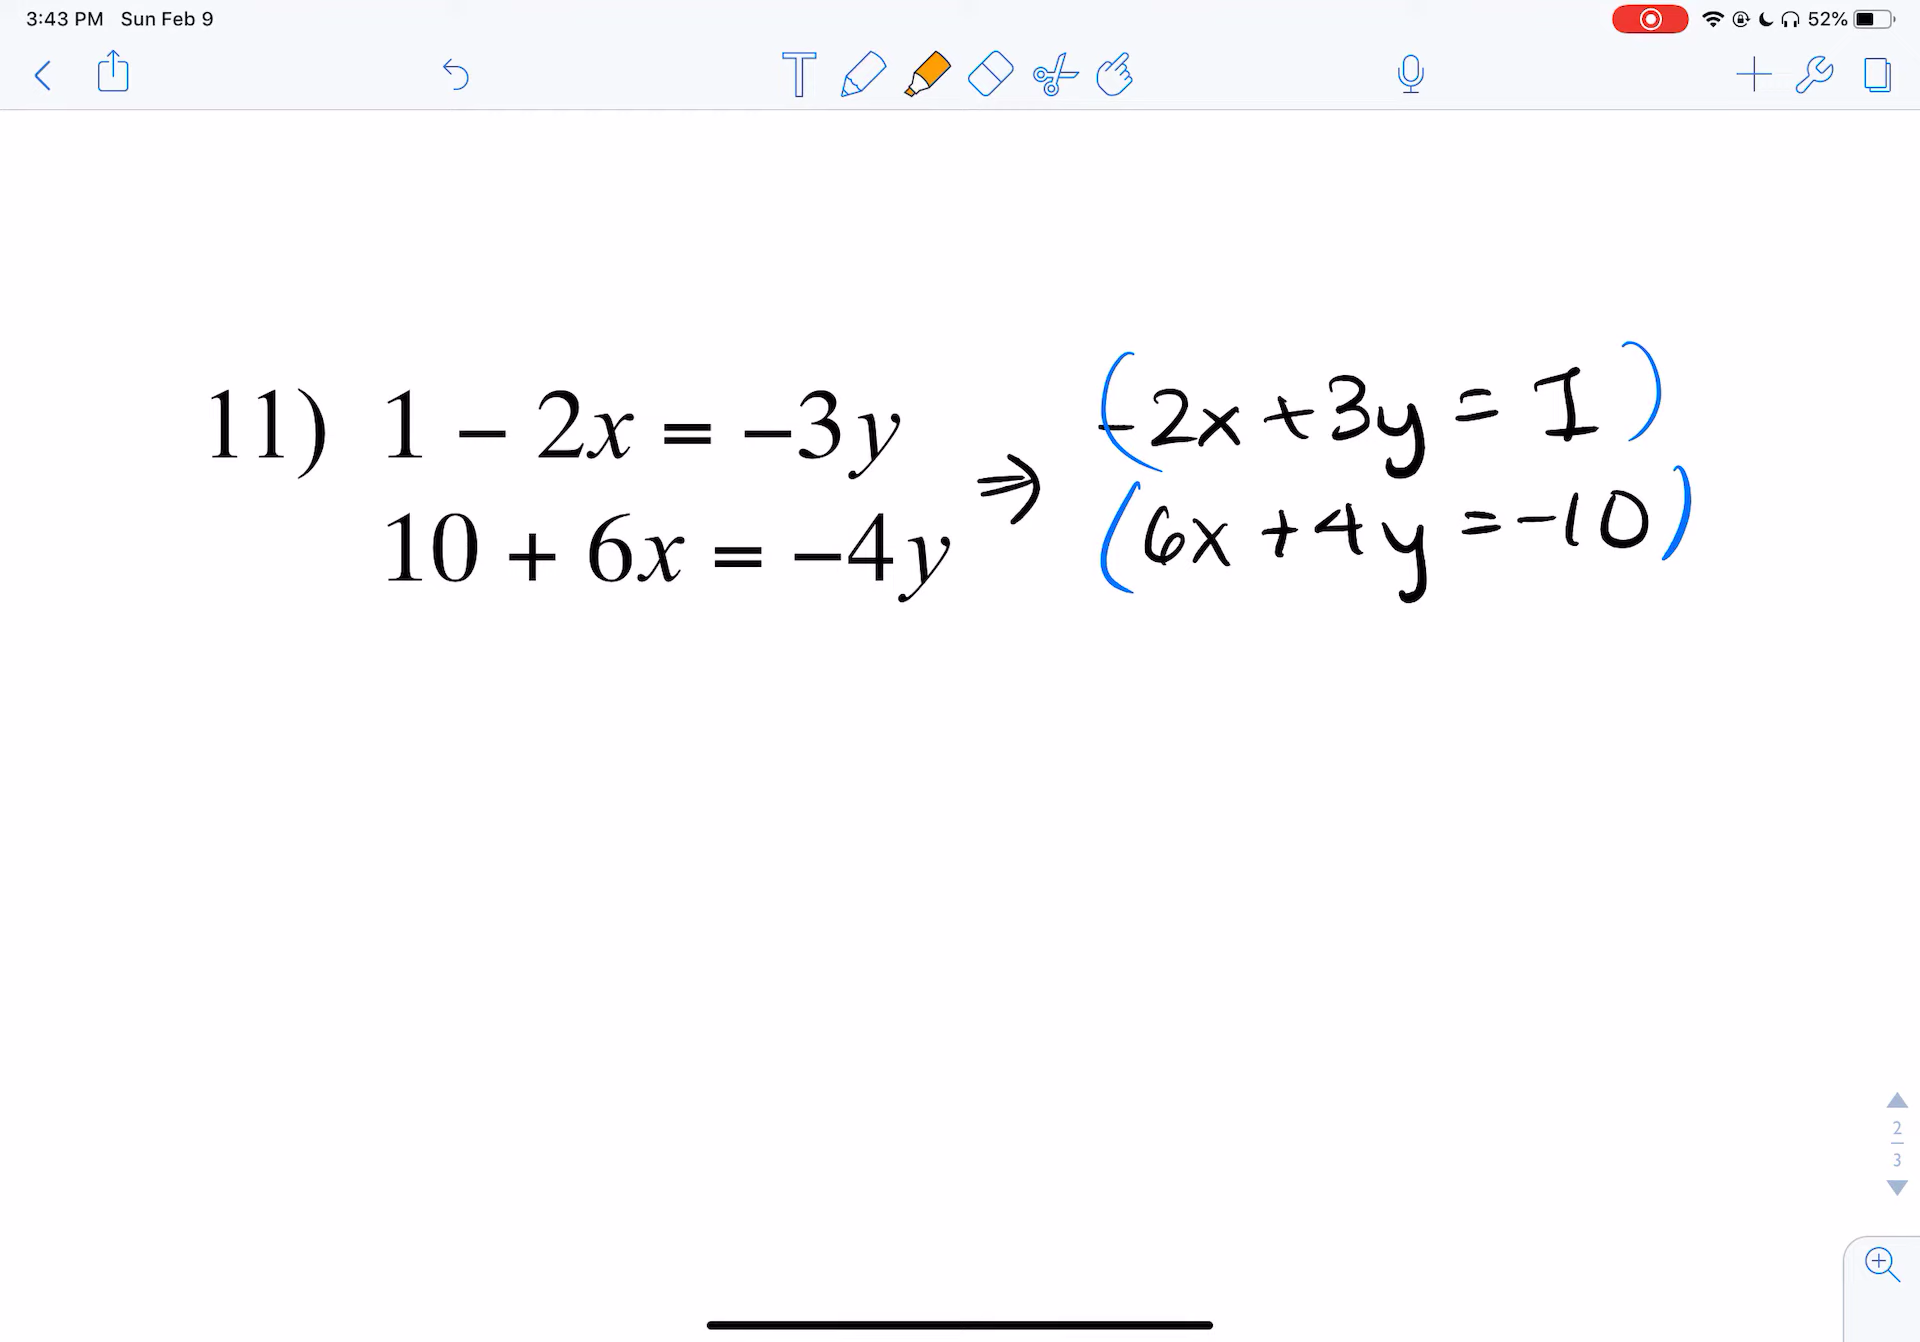 3:43 PM Sun Feb 9
52%
T
11) 1 − 2x = −3y
10 + 6x = −4y
⇒
(-2x + 3y = 1)
(6x + 4y = -10)
2
3